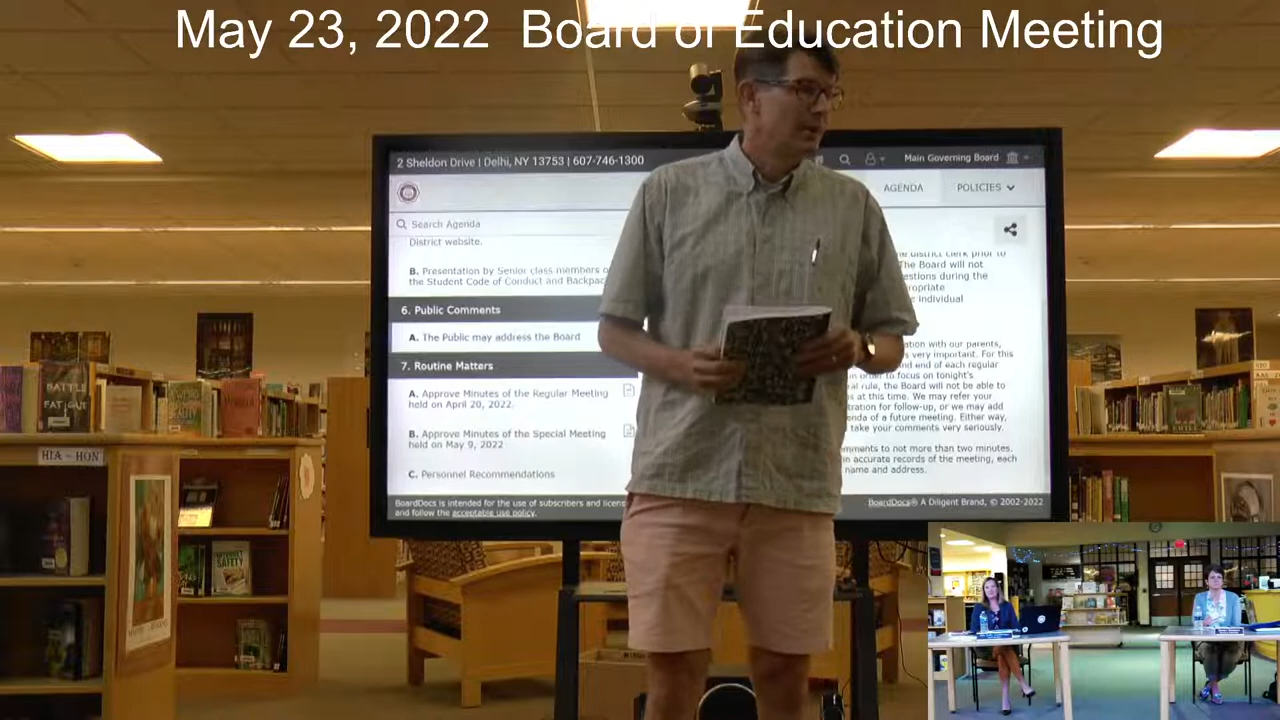 May 23, 2022 Board of Education Meeting
2 Sheldon Drive | Delhi, NY 13753 | 607-746-1300
Main Governing Board
AGENDA
POLICIES
Search Agenda
District website.
B. Presentation by Senior class members
the Student Code of Conduct and Backpac
6. Public Comments
A. The Public may address the Board
7. Routine Matters
A. Approve Minutes of the Regular Meeting
held on April 20, 2022.
B. Approve Minutes of the Special Meeting
held on May 9, 2022
C. Personnel Recommendations
BoardDocs is intended for the use of subscribers and licens
and follow the acceptable use policy.
district clerk prior to
The Board will not
estions during the
ropriate
individual
ation with our parents,
s very important. For this
and end of each regular
in order to focus on tonight's
al rule, the Board will not be able to
s at this time. We may refer your
tration for follow-up, or we may add
nda of a future meeting. Either way,
take your comments very seriously.
mments to not more than two minutes.
n accurate records of the meeting, each
name and address.
BoardDocs® A Diligent Brand, © 2002-2022
BATTLE
FATIGUE
HIA - HON
INTERNET
SAFETY